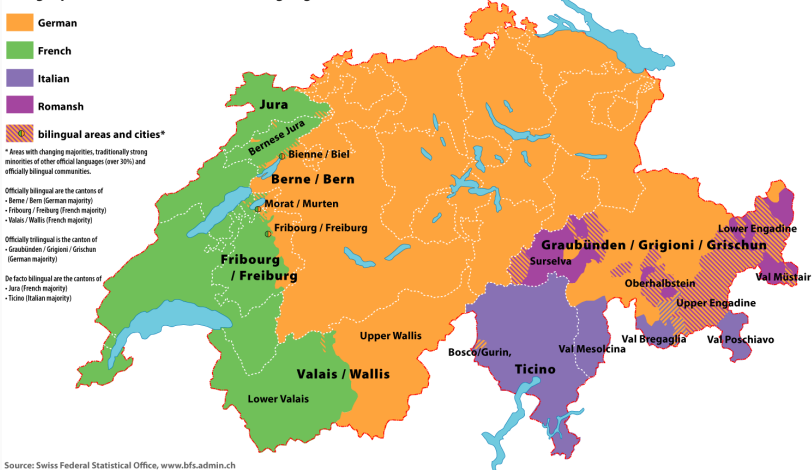 German
French
Italian
Romansh
bilingual areas and cities*
* Areas with changing majorities, traditionally strong
minorities of other official languages (over 30%) and
officially bilingual communities.
Officially bilingual are the cantons of
• Berne / Bern (German majority)
• Fribourg / Freiburg (French majority)
• Valais / Wallis (French majority)
Officially trilingual is the canton of
• Graubünden / Grigioni / Grischun
(German majority)
De facto bilingual are the cantons of
• Jura (French majority)
• Ticino (Italian majority)
Jura
Bernese Jura
Bienne / Biel
Berne / Bern
Morat / Murten
Fribourg / Freiburg
Fribourg
/ Freiburg
Lower Engadine
Graubünden / Grigioni / Grischun
Surselva
Val Müstair
Oberhalbstein
Upper Engadine
Upper Wallis
Val Bregaglia
Val Poschiavo
Bosco/Gurin,
Val Mesolcina
Ticino
Valais / Wallis
Lower Valais
Source: Swiss Federal Statistical Office, www.bfs.admin.ch